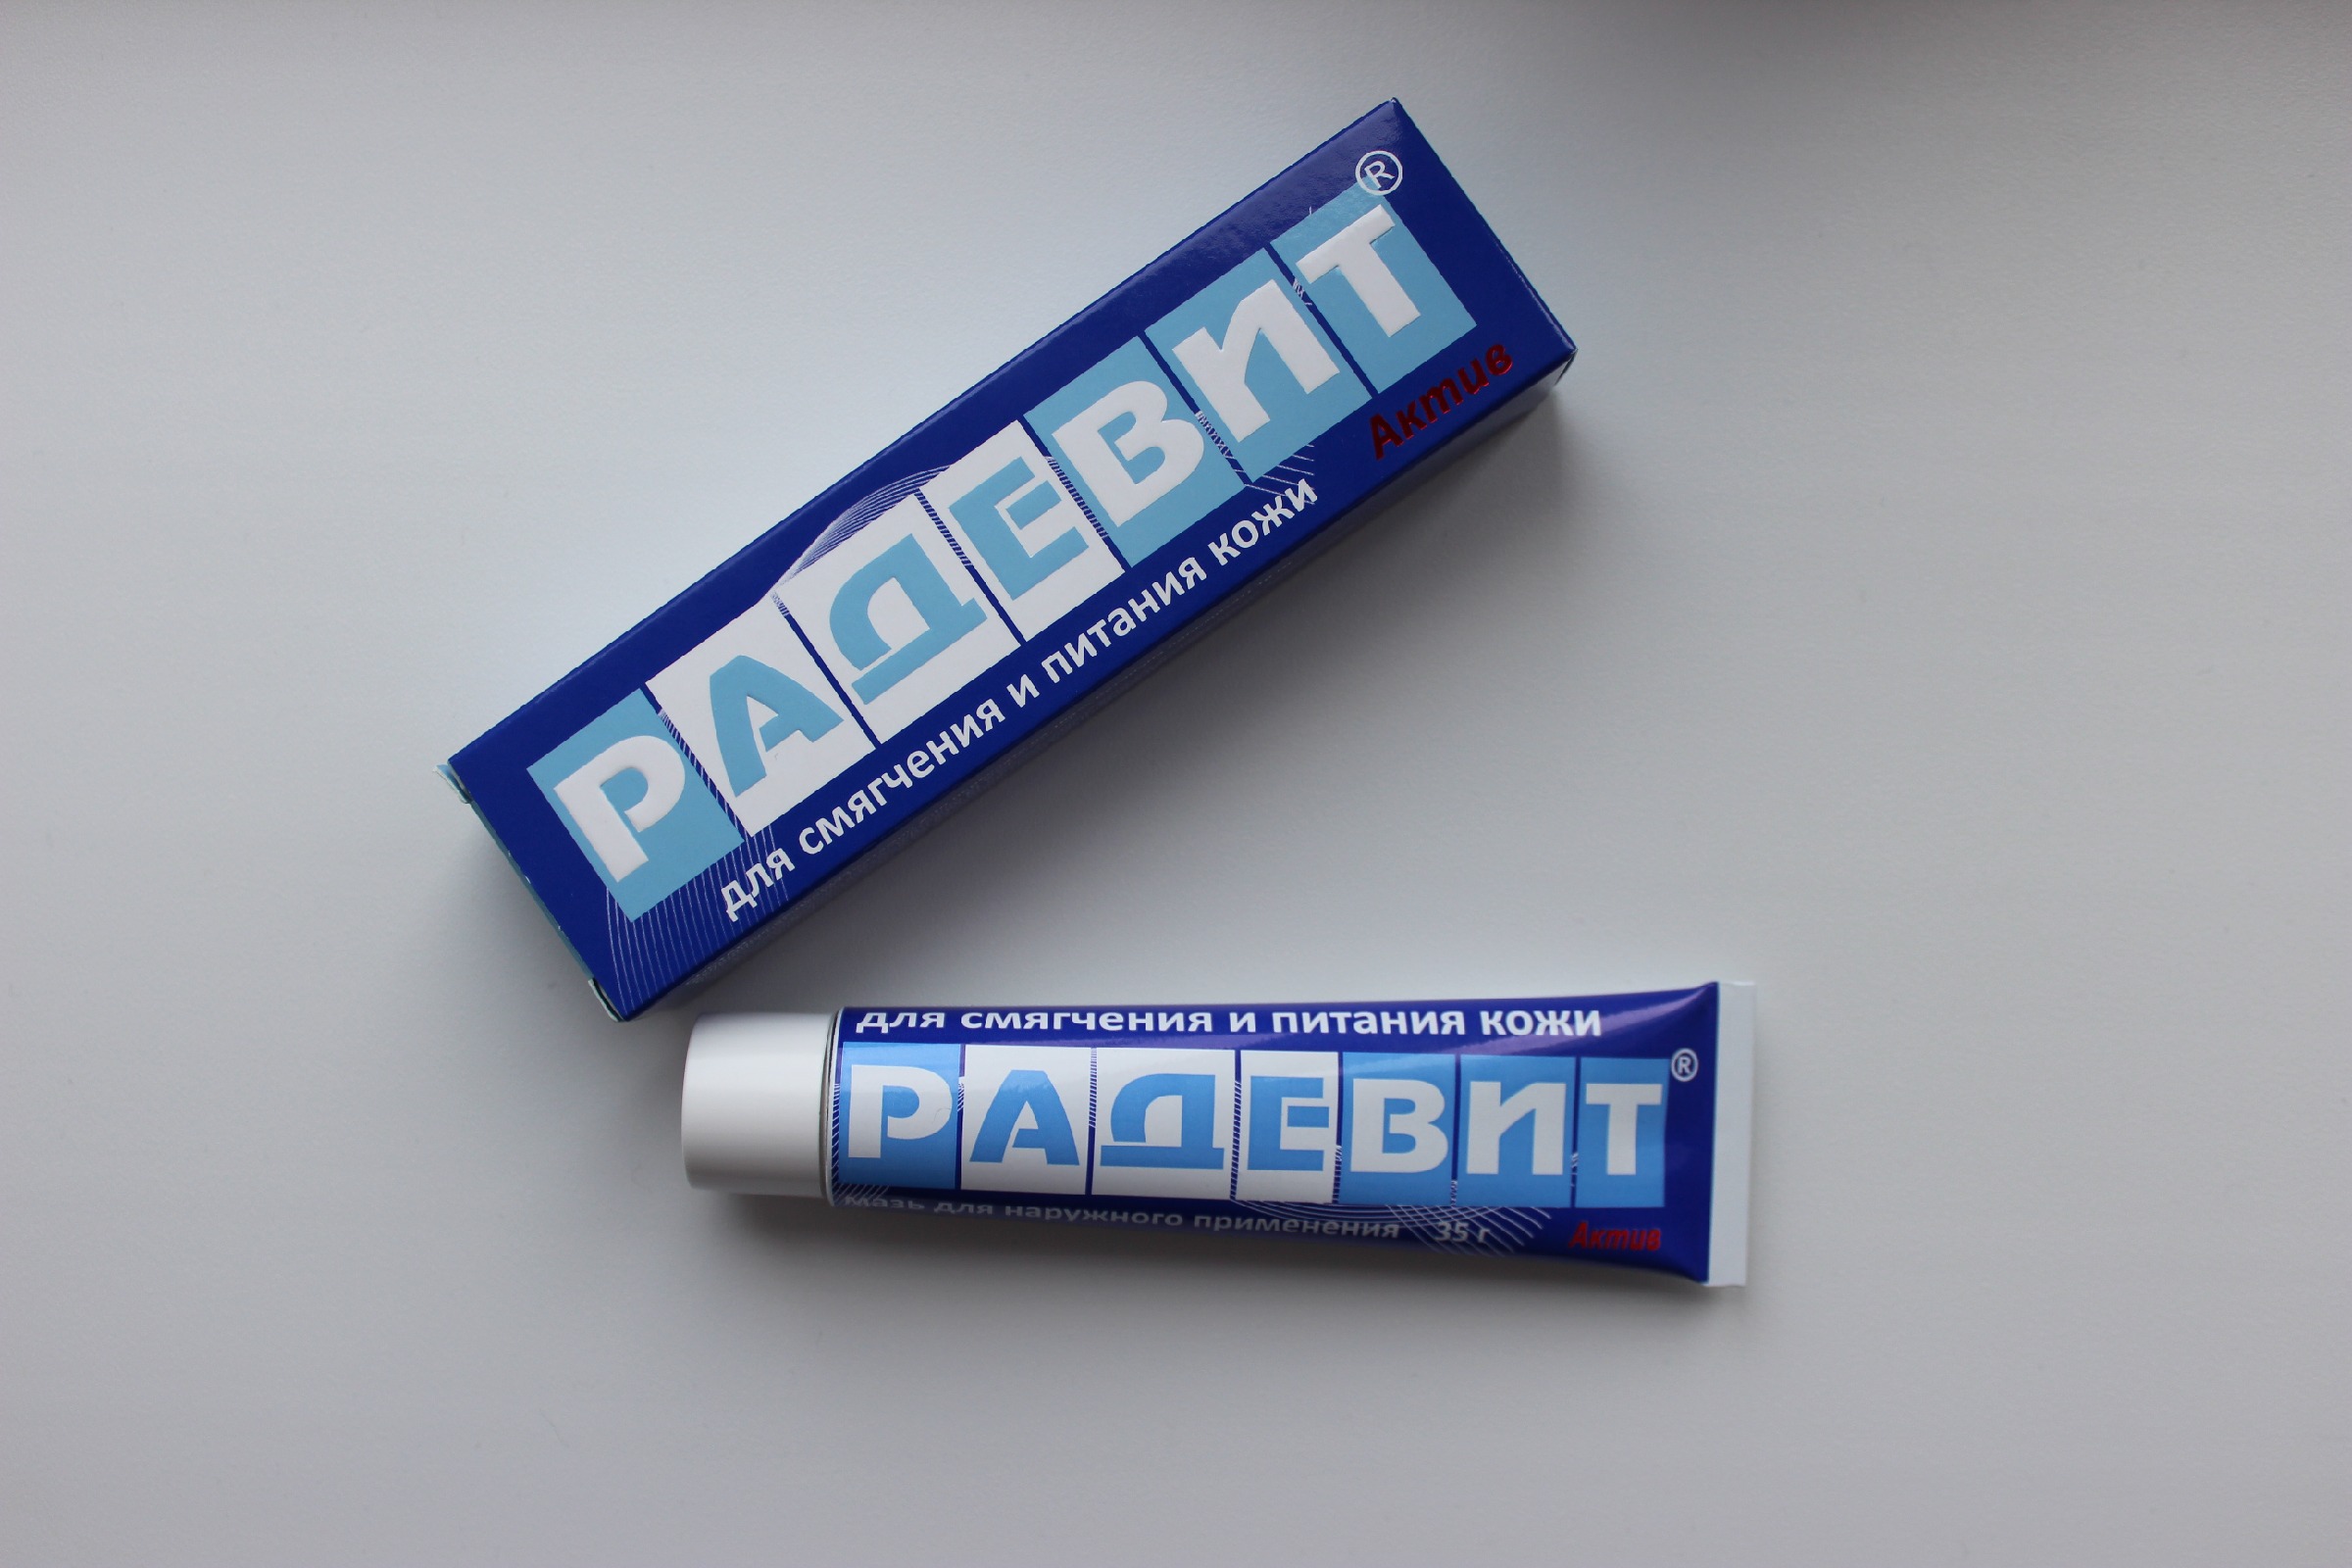 РАДЕВИТ®
Актив
для смягчения и питания кожи
для смягчения и питания кожи
РАДЕВИТ®
мазь для наружного применения 35 г
Актив